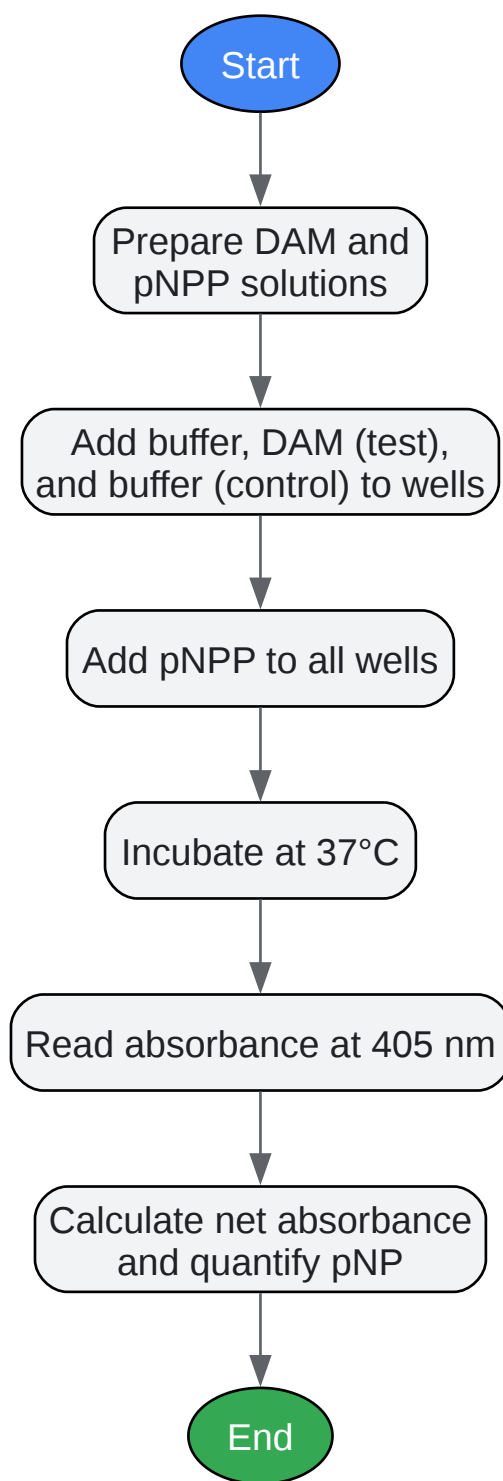 Start
Prepare DAM and
pNPP solutions
Add buffer, DAM (test),
and buffer (control) to wells
Add pNPP to all wells
Incubate at 37°C
Read absorbance at 405 nm
Calculate net absorbance
and quantify pNP
End